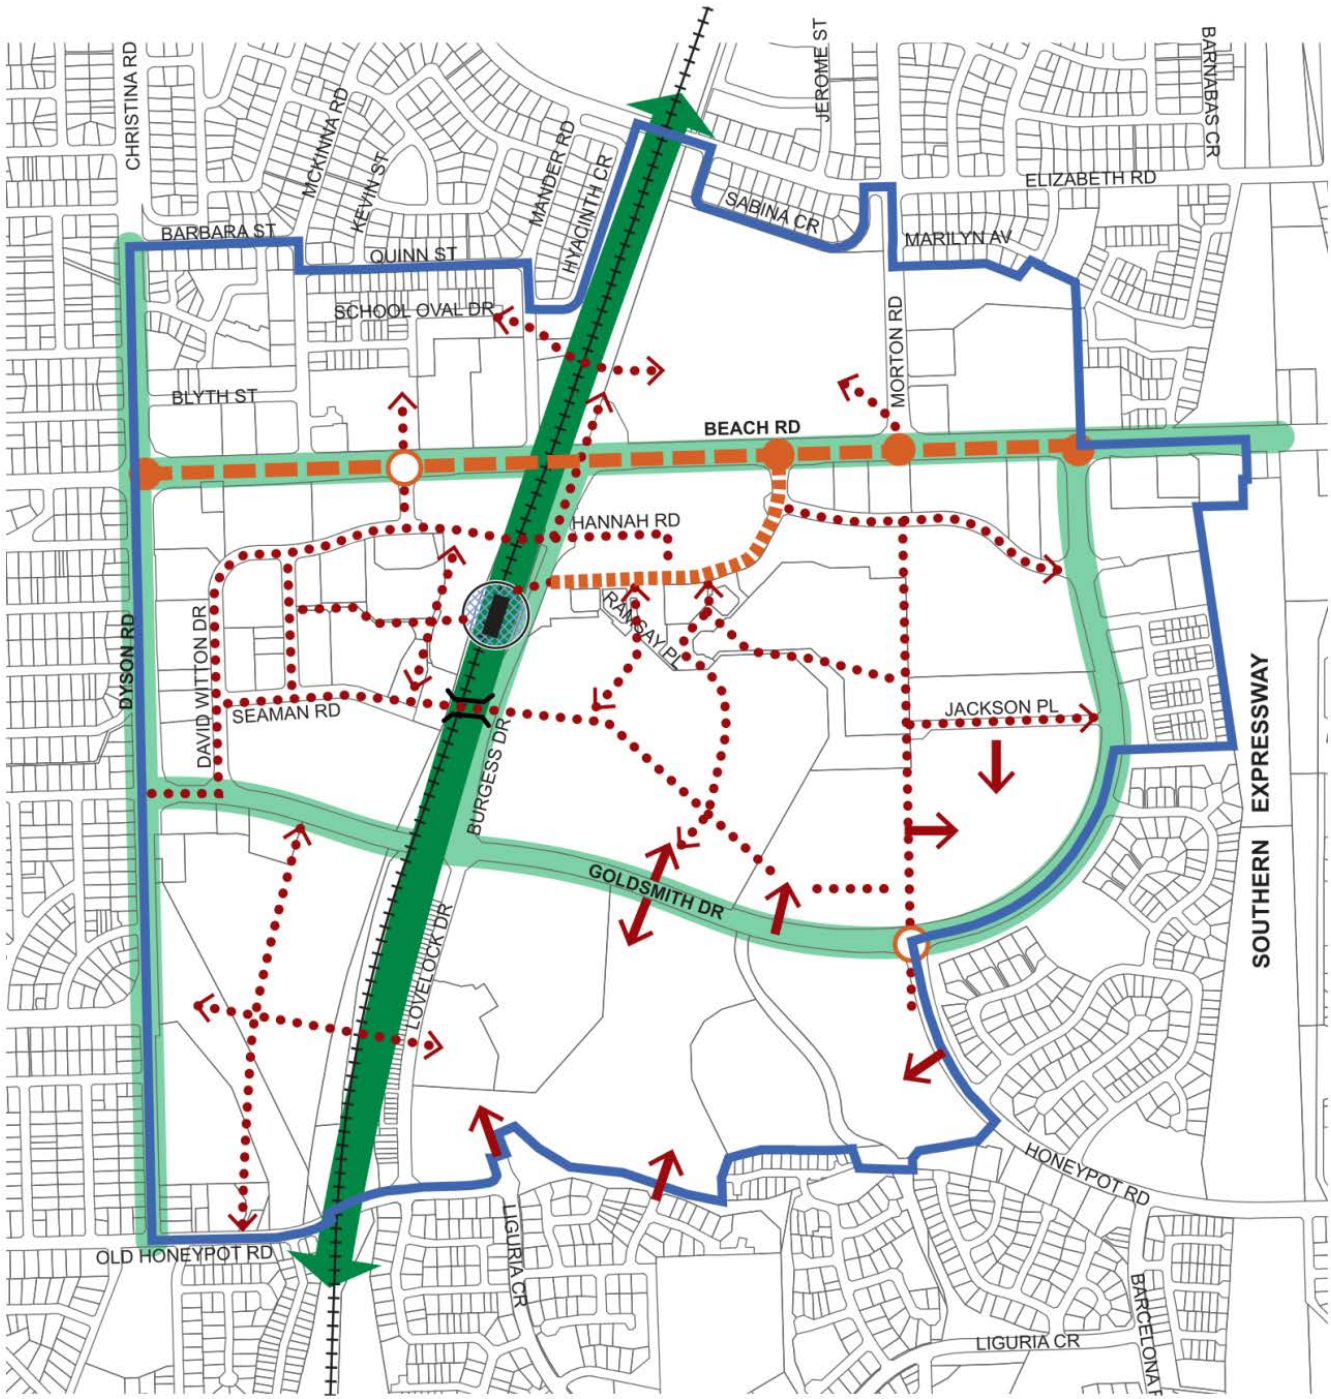 CHRISTINA RD
MCKINNA RD
KEVIN ST
MANDER RD
HYACINTH CR
JEROME ST
BARNABAS CR
ELIZABETH RD
SABINA CR
MARILYN AV
BARBARA ST
QUINN ST
SCHOOL OVAL DR
MORTON RD
BLYTH ST
BEACH RD
HANNAH RD
RAMSAY PL
DYSON RD
DAVID WITTON DR
SEAMAN RD
JACKSON PL
BURGESS DR
SOUTHERN EXPRESSWAY
GOLDSMITH DR
LOVELOCK DR
HONEYPOT RD
OLD HONEYPOT RD
LIGURIA CR
BARCELONA
LIGURIA CR